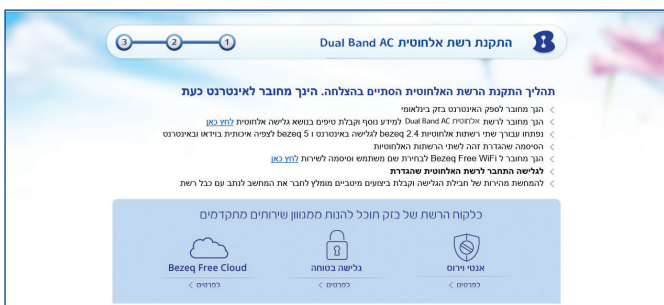 התקנת רשת אלחוטית Dual Band AC
1 2 3
תהליך התקנת הרשת האלחוטית הסתיים בהצלחה. הינך מחובר לאינטרנט כעת
הנך מחובר לספק האינטרנט בזק בינלאומי
הנך מחובר לרשת אלחוטית Dual Band AC למידע נוסף וקבלת טיפים בנושא גלישה אלחוטית לחץ כאן
נפתחו עבורך שתי רשתות אלחוטיות bezeq 2.4 לגלישה באינטרנט ו bezeq 5 לצפיה איכותית בוידאו ובאינטרנט
הסיסמה שהגדרת זהה לשתי הרשתות האלחוטיות
הנך מחובר ל Bezeq Free WiFi לבחירת שם משתמש וסיסמה לשירות לחץ כאן
לגלישה התחבר לרשת האלחוטית שהגדרת
להמחשת מהירות של חבילת הגלישה וקבלת ביצועים מיטביים מומלץ לחבר את המחשב לנתב עם כבל רשת
כלקוח הרשת של בזק תוכל להנות ממגוון שירותים מתקדמים
אנטי וירוס גלישה בטוחה Bezeq Free Cloud
לפרטים לפרטים לפרטים